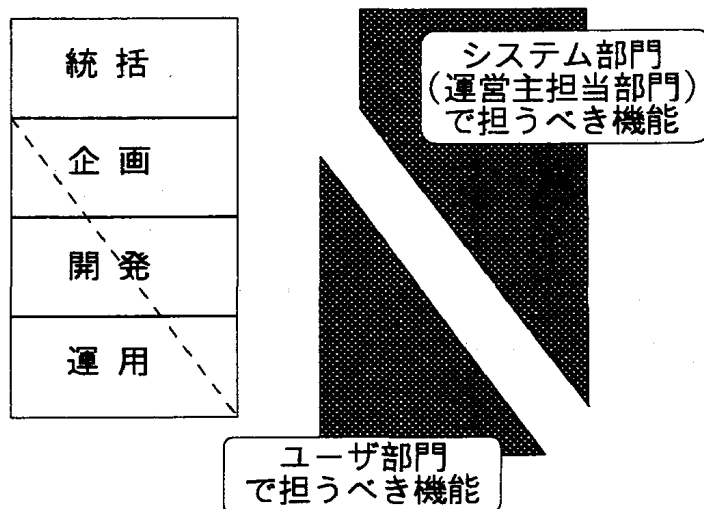 統括
企画
開発
運用
システム部門
（運営主担当部門）
で担うべき機能
ユーザ部門
で担うべき機能